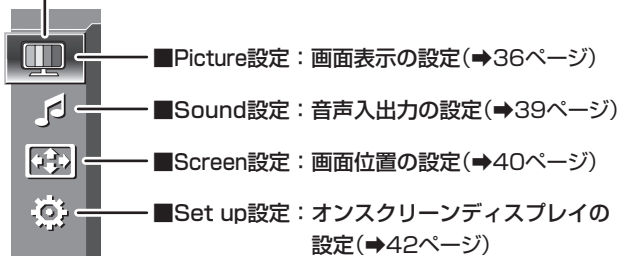 ■Picture設定：画面表示の設定(➡36ページ)
■Sound設定：音声入出力の設定(➡39ページ)
■Screen設定：画面位置の設定(➡40ページ)
■Set up設定：オンスクリーンディスプレイの
設定(➡42ページ)